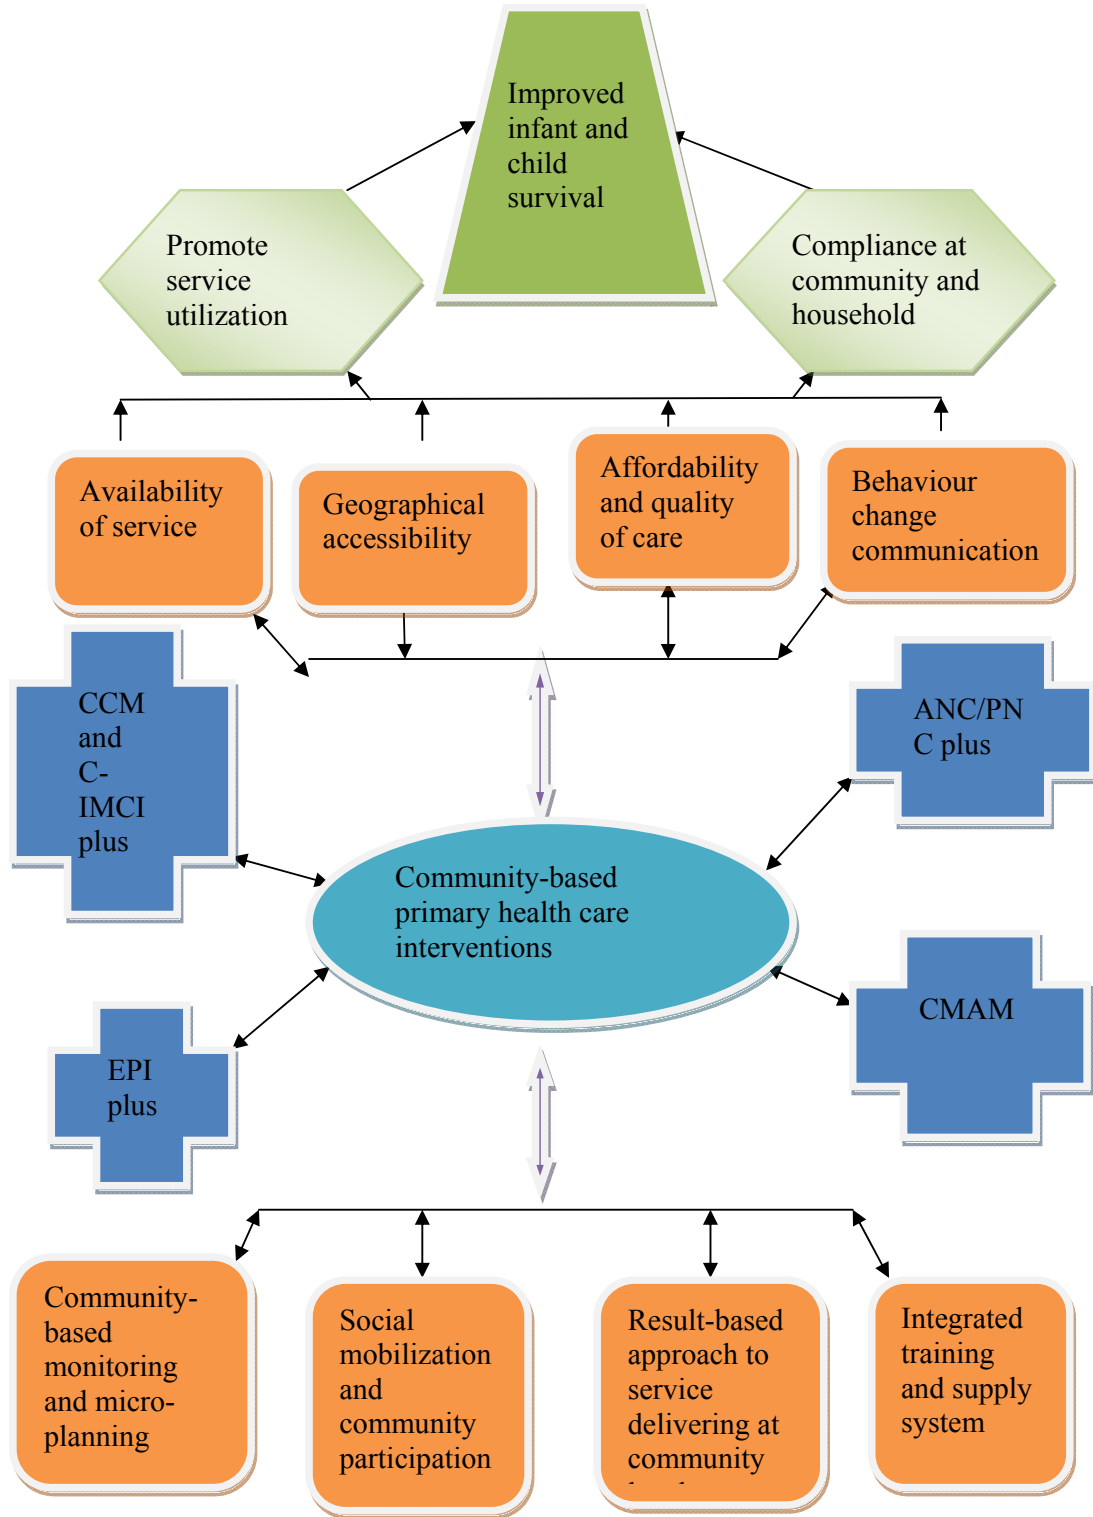 Improved
infant and
child
survival
Promote
service
utilization
Compliance at
community and
household
Availability
of service
Geographical
accessibility
Affordability
and quality
of care
Behaviour
change
communication
CCM
and
C-
IMCI
plus
ANC/PN
C plus
Community-based
primary health care
interventions
EPI
plus
CMAM
Community-
based
monitoring
and micro-
planning
Social
mobilization
and
community
participation
Result-based
approach to
service
delivering at
community
Integrated
training
and supply
system